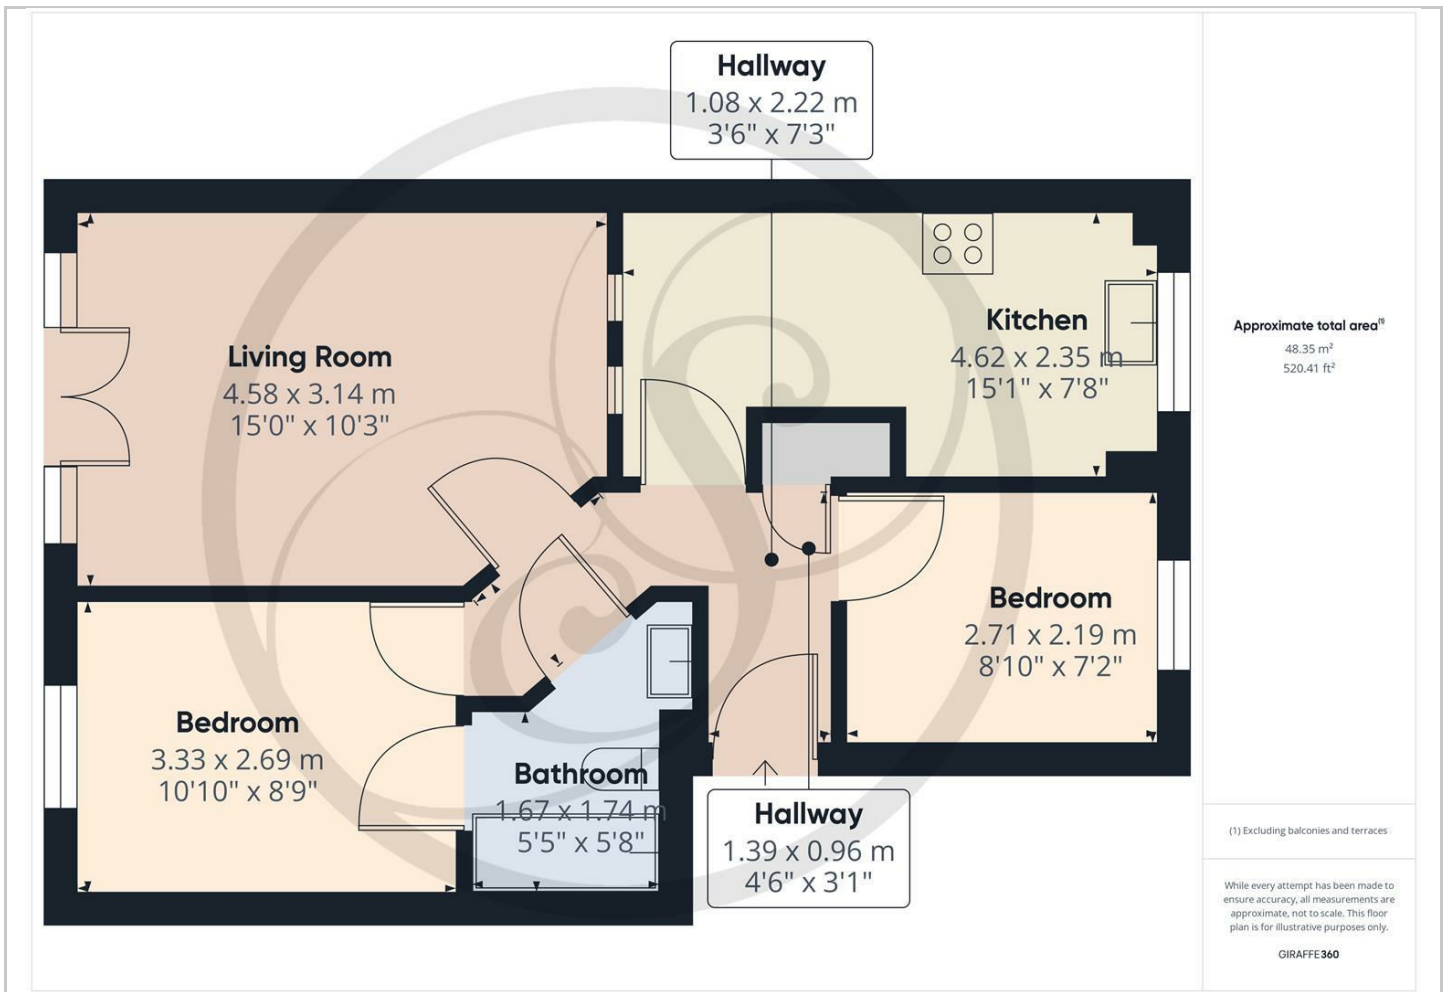 Hallway
1.08 x 2.22 m
3'6" x 7'3"
Living Room
4.58 x 3.14 m
15'0" x 10'3"
Kitchen
4.62 x 2.35 m
15'1" x 7'8"
Bedroom
2.71 x 2.19 m
8'10" x 7'2"
Bedroom
3.33 x 2.69 m
10'10" x 8'9"
Bathroom
1.67 x 1.74 m
5'5" x 5'8"
Hallway
1.39 x 0.96 m
4'6" x 3'1"
Approximate total area⁽¹⁾
48.35 m²
520.41 ft²
(1) Excluding balconies and terraces
While every attempt has been made to
ensure accuracy, all measurements are
approximate, not to scale. This floor
plan is for illustrative purposes only.
GIRAFFE360